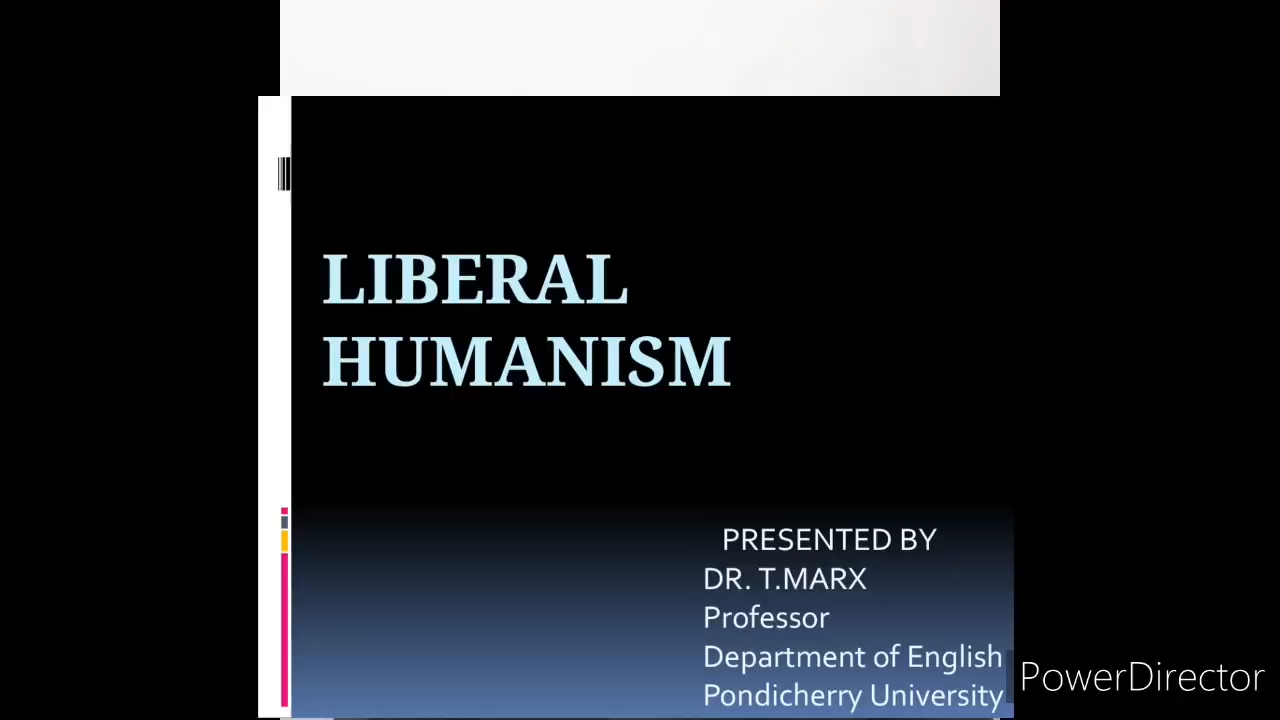 LIBERAL
HUMANISM
PRESENTED BY
DR. T.MARX
Professor
Department of English
Pondicherry University
PowerDirector